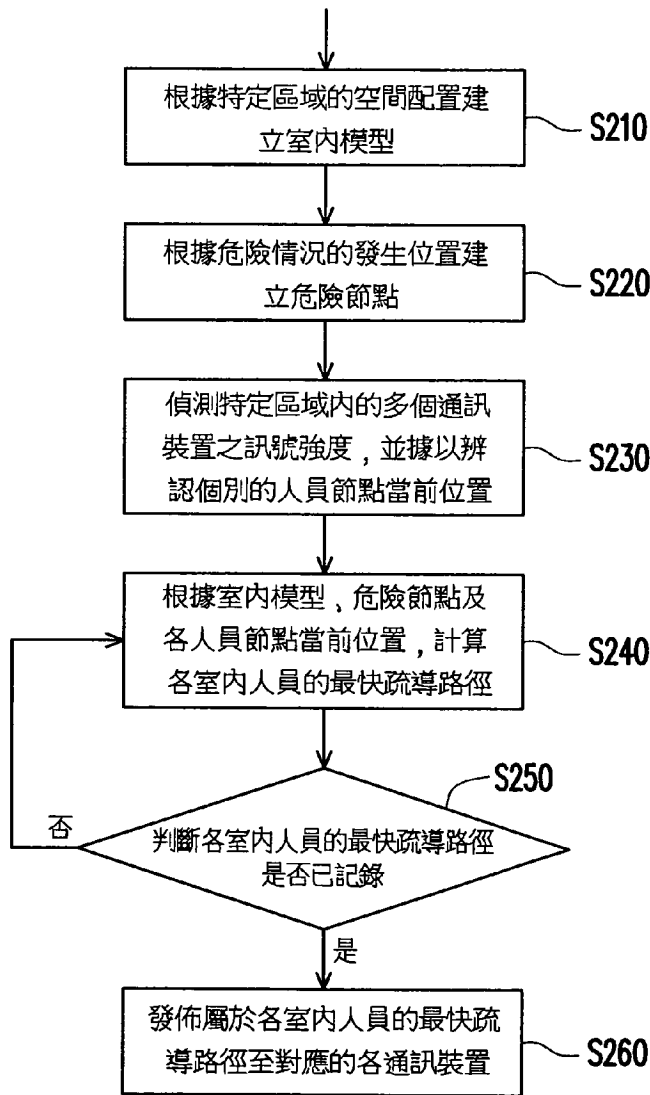 根據特定區域的空間配置建
立室內模型
S210
根據危險情況的發生位置建
立危險節點
S220
偵測特定區域內的多個通訊
裝置之訊號強度，並據以辨
認個別的人員節點當前位置
S230
根據室內模型、危險節點及
各人員節點當前位置，計算
各室內人員的最快疏導路徑
S240
S250
否
判斷各室內人員的最快疏導路徑
是否已記錄
是
發佈屬於各室內人員的最快疏
導路徑至對應的各通訊裝置
S260